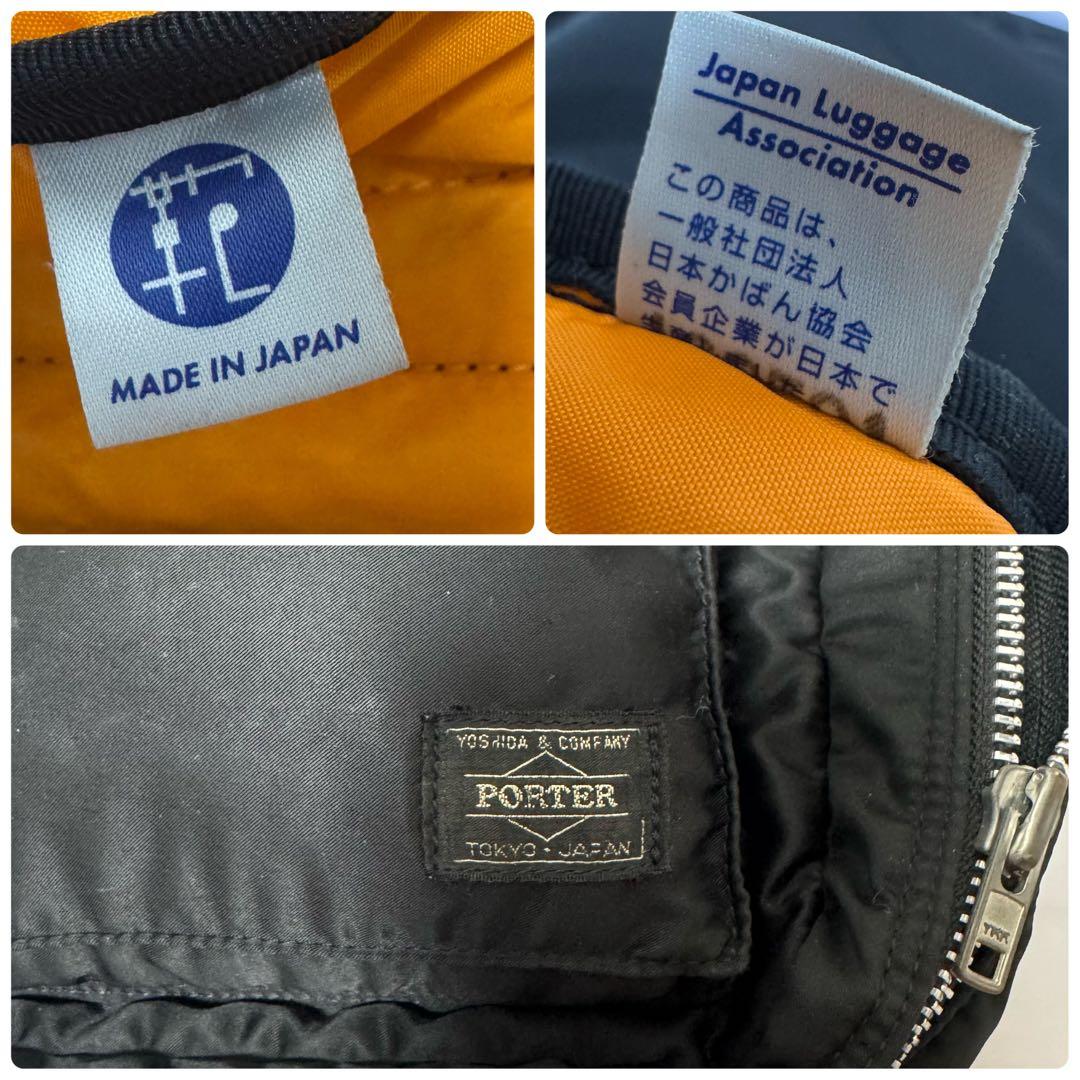 MADE IN JAPAN
Japan Luggage
Association
この商品は、
一般社団法人
日本かばん協会
会員企業が日本で
YOSHIDA & COMPANY
PORTER
TOKYO・JAPAN
YKK